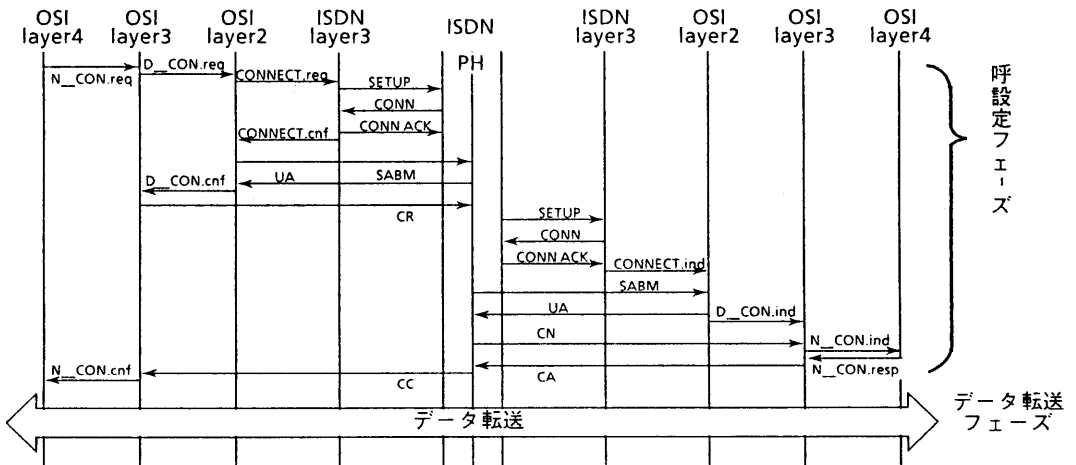 OSI layer4
OSI layer3
OSI layer2
ISDN layer3
ISDN
PH
ISDN layer3
OSI layer2
OSI layer3
OSI layer4
N__CON.req
D__CON.req
CONNECT.req
SETUP
CONN
CONN ACK
CONNECT.cnf
SABM
UA
D__CON.cnf
CR
SETUP
CONN
CONN ACK
CONNECT.ind
SABM
UA
D__CON.ind
CN
N__CON.ind
N__CON.resp
CA
CC
N__CON.cnf
呼設定フェーズ
データ転送
データ転送
フェーズ